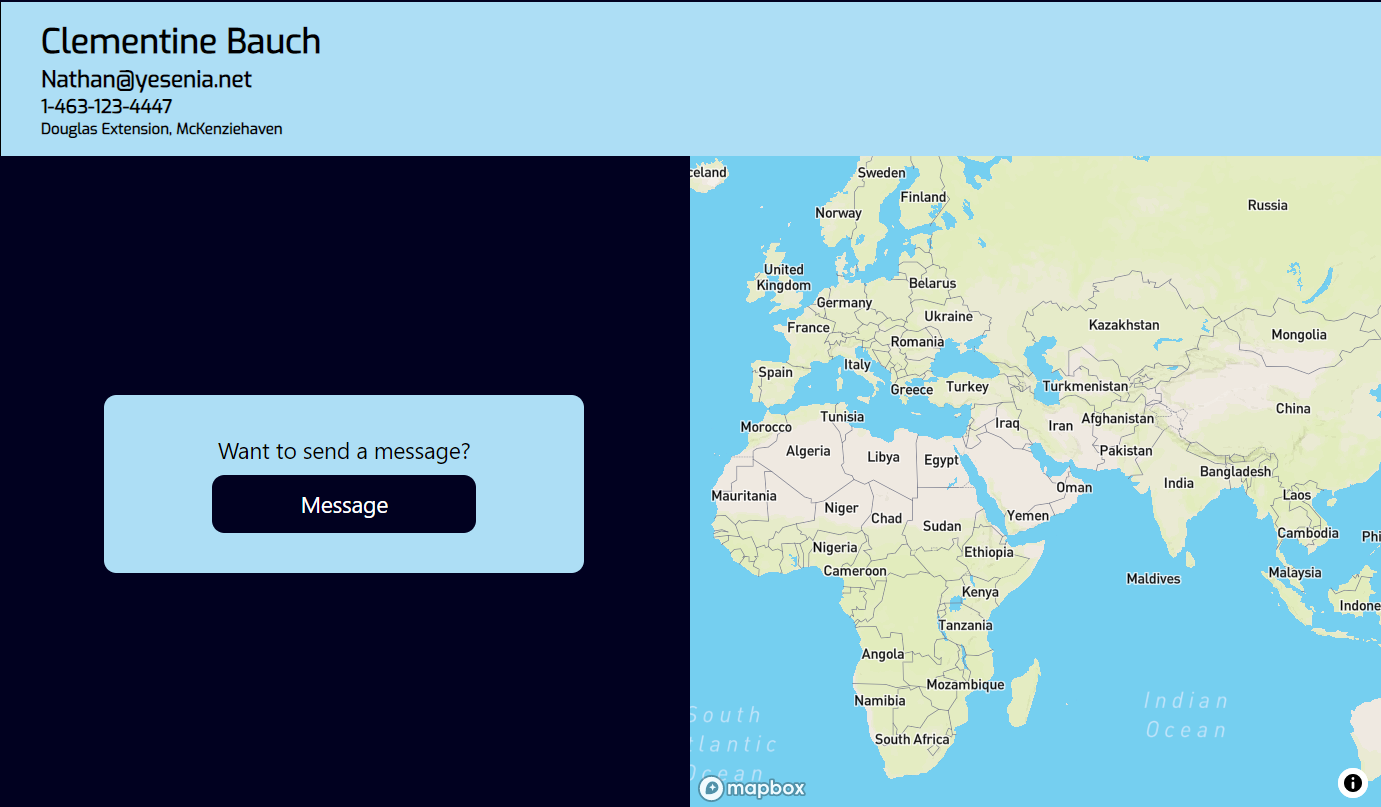 Clementine Bauch
Nathan@yesenia.net
1-463-123-4447
Douglas Extension, McKenziehaven
Want to send a message?
Message
eland
Sweden
Finland
Norway
Russia
United
Kingdom
Belarus
Germany
Ukraine
France
Kazakhstan
Romania
Mongolia
Italy
Spain
Greece
Turkey
Turkmenistan
China
Tunisia
Afghanistan
Morocco
Iraq
Iran
Algeria
Libya
Egypt
Pakistan
Bangladesh
India
Mauritania
Oman
Laos
Niger
Chad
Sudan
Yemen
Cambodia
Phi
Nigeria
Ethiopia
Cameroon
Maldives
Malaysia
Kenya
Indone
Tanzania
Angola
Mozambique
Namibia
South Africa
South
tlantic
Ocean
Indian
Ocean
mapbox